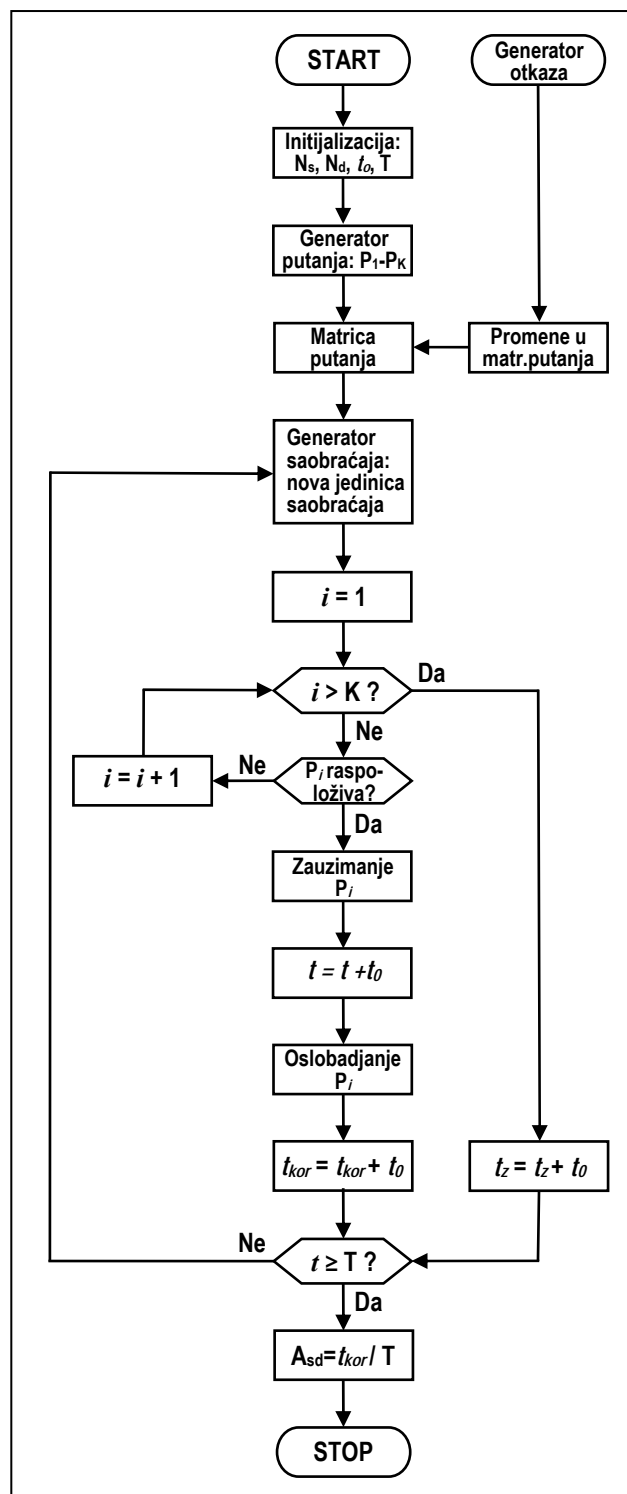 START
Generator
otkaza
Initijalizacija:
Ns, Nd, to, T
Generator
putanja: P1-PK
Matrica
putanja
Promene u
matr.putanja
Generator
saobraćaja:
nova jedinica
saobraćaja
i = 1
i > K ?
Da
Ne
i = i + 1
Ne
Pi raspo-
loživa?
Da
Zauzimanje
Pi
t = t +t0
Oslobadjanje
Pi
tkor = tkor + t0
tz = tz + t0
Ne
t ≥ T ?
Da
Asd=tkor/ T
STOP